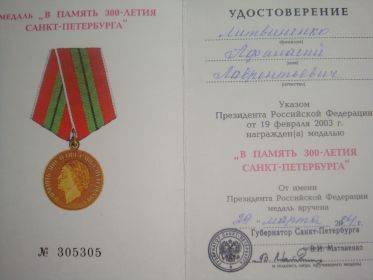 МЕДАЛЬ "В ПАМЯТЬ 300-ЛЕТИЯ
САНКТ-ПЕТЕРБУРГА"
№ 305305
УДОСТОВЕРЕНИЕ
Литвиненко
(фамилия)
Афанасий
(имя)
Лаврентьевич
(отчество)
Указом
Президента Российской Федерации
от 19 февраля 2003 г.
награжден(а) медалью
"В ПАМЯТЬ 300-ЛЕТИЯ
САНКТ-ПЕТЕРБУРГА"
От имени
Президента Российской Федерации
медаль вручена
29 марта
Губернатор Санкт-Петербурга
В.И. Матвиенко